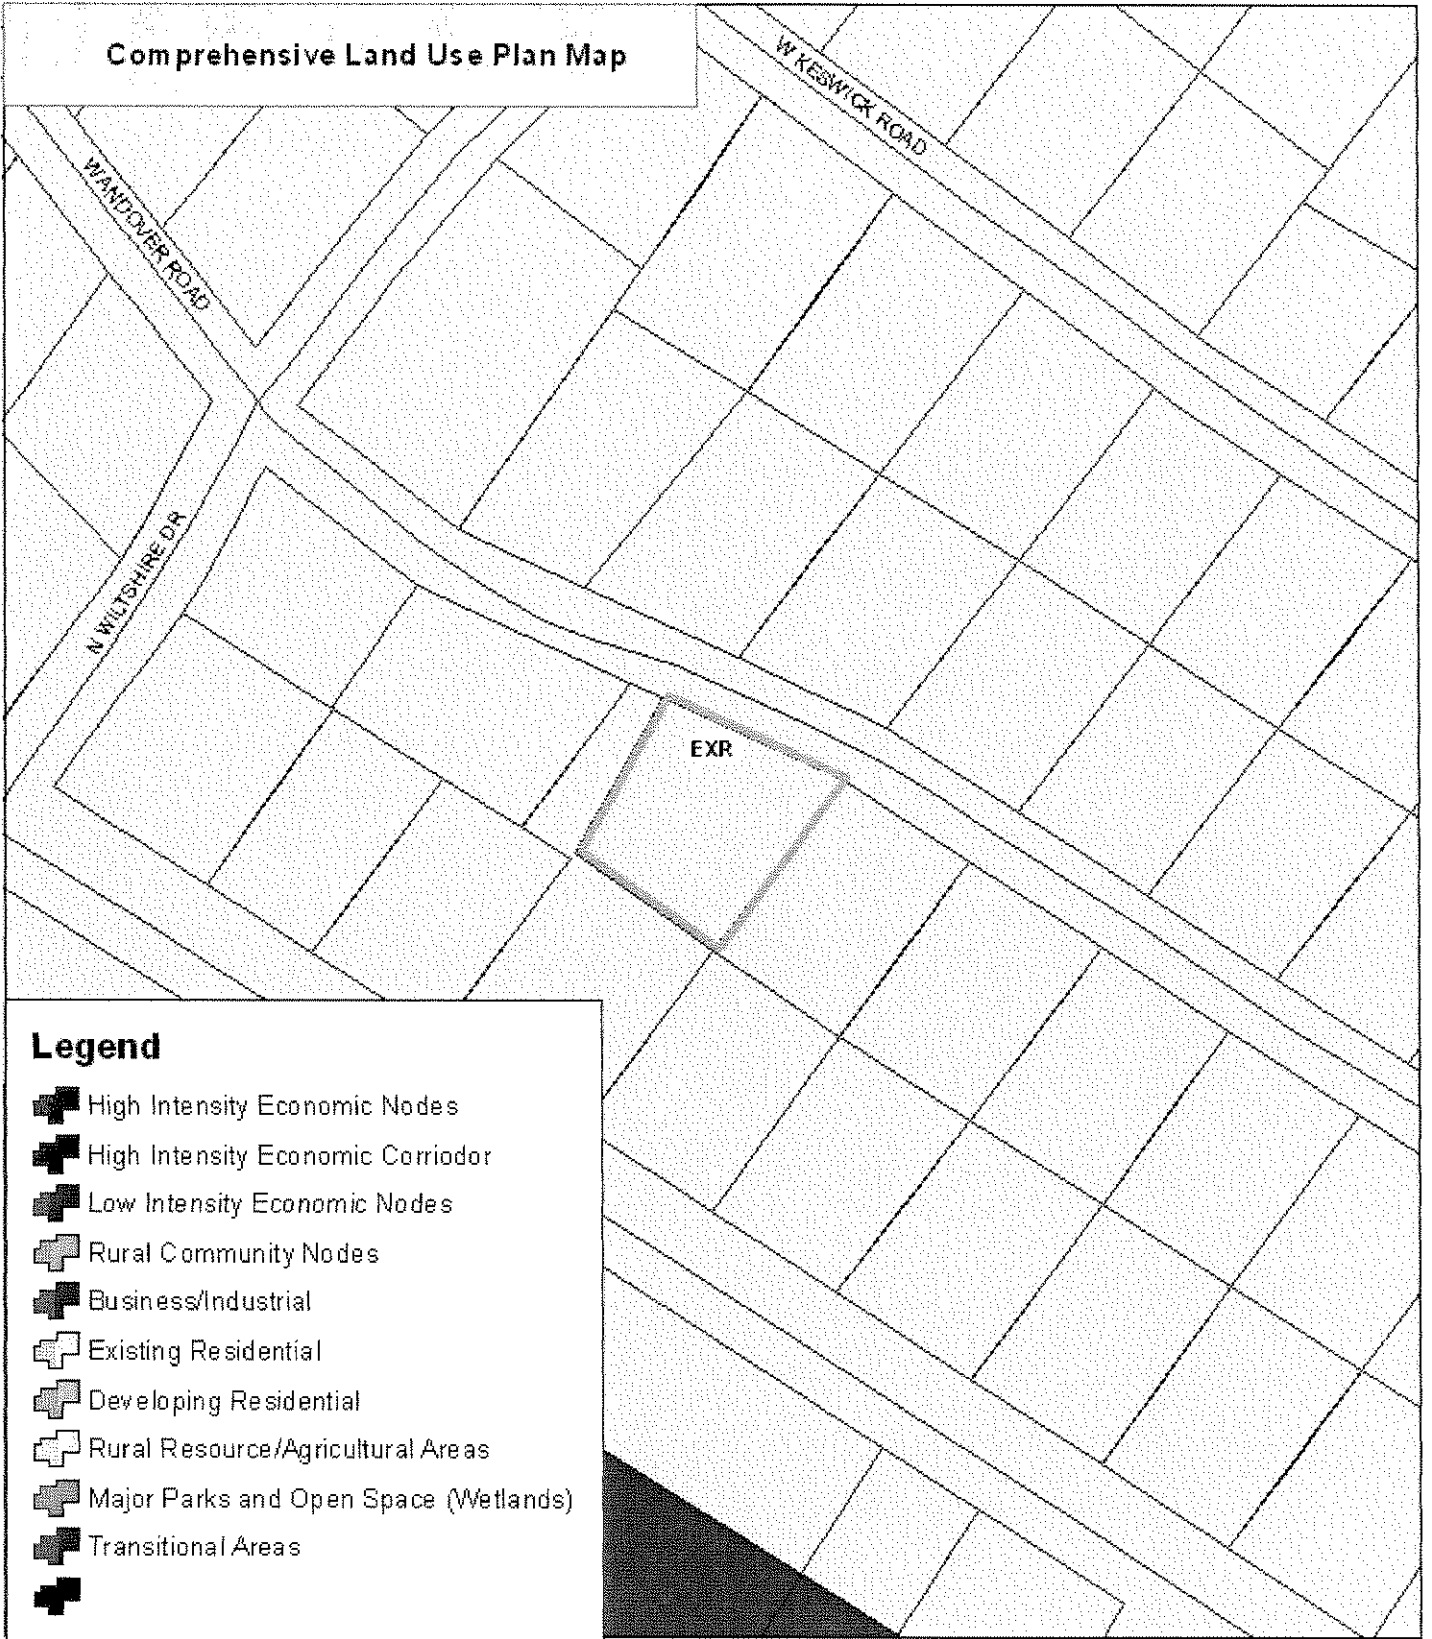 Comprehensive Land Use Plan Map
W KESWICK ROAD
WANDOVER ROAD
N WILTSHIRE DR
EXR
Legend
High Intensity Economic Nodes
High Intensity Economic Corriodor
Low Intensity Economic Nodes
Rural Community Nodes
Business/Industrial
Existing Residential
Developing Residential
Rural Resource/Agricultural Areas
Major Parks and Open Space (Wetlands)
Transitional Areas